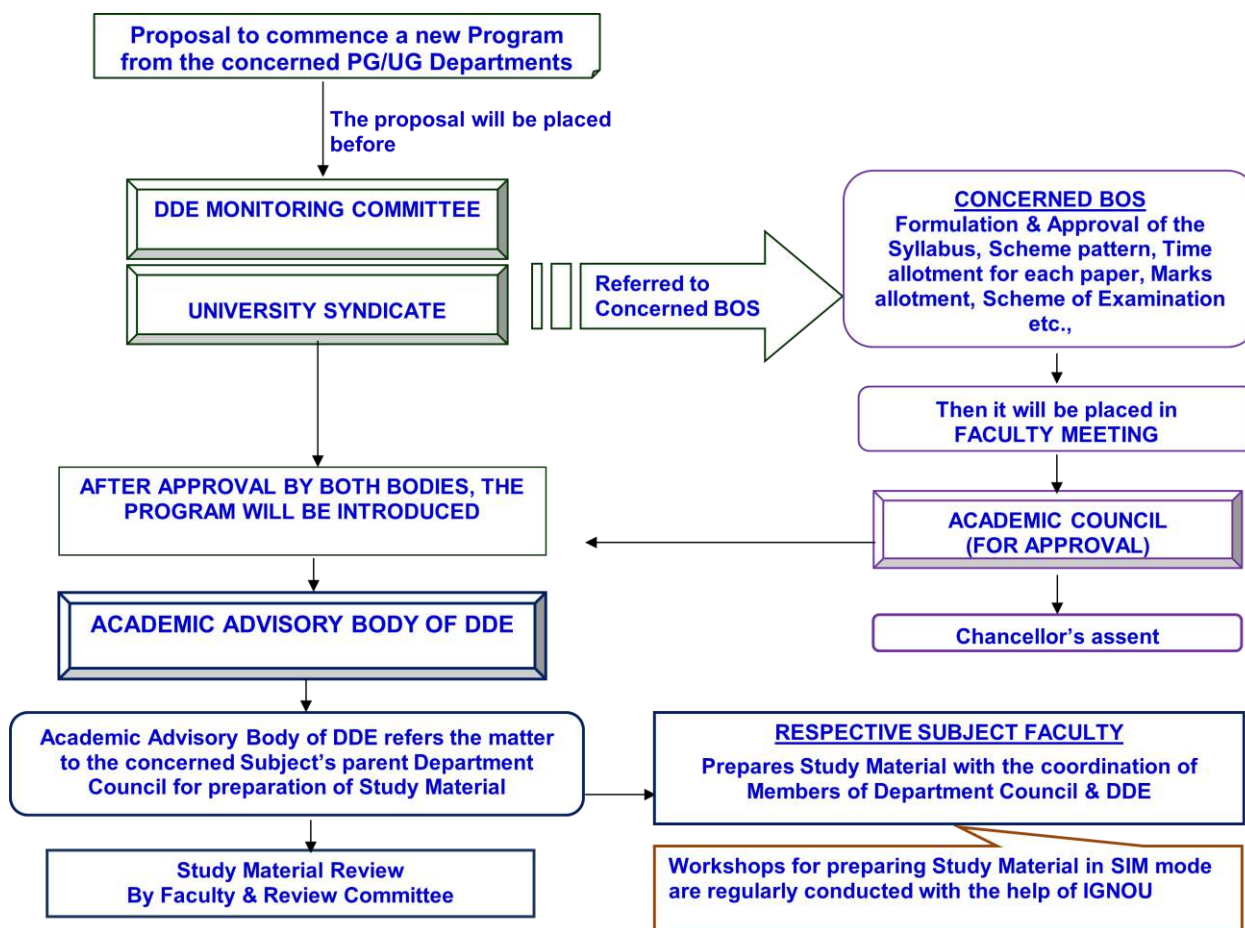 Proposal to commence a new Program
from the concerned PG/UG Departments
The proposal will be placed
before
DDE MONITORING COMMITTEE
UNIVERSITY SYNDICATE
Referred to
Concerned BOS
CONCERNED BOS
Formulation & Approval of the
Syllabus, Scheme pattern, Time
allotment for each paper, Marks
allotment, Scheme of Examination
etc.,
Then it will be placed in
FACULTY MEETING
ACADEMIC COUNCIL
(FOR APPROVAL)
Chancellor's assent
AFTER APPROVAL BY BOTH BODIES, THE
PROGRAM WILL BE INTRODUCED
ACADEMIC ADVISORY BODY OF DDE
Academic Advisory Body of DDE refers the matter
to the concerned Subject's parent Department
Council for preparation of Study Material
RESPECTIVE SUBJECT FACULTY
Prepares Study Material with the coordination of
Members of Department Council & DDE
Workshops for preparing Study Material in SIM mode
are regularly conducted with the help of IGNOU
Study Material Review
By Faculty & Review Committee